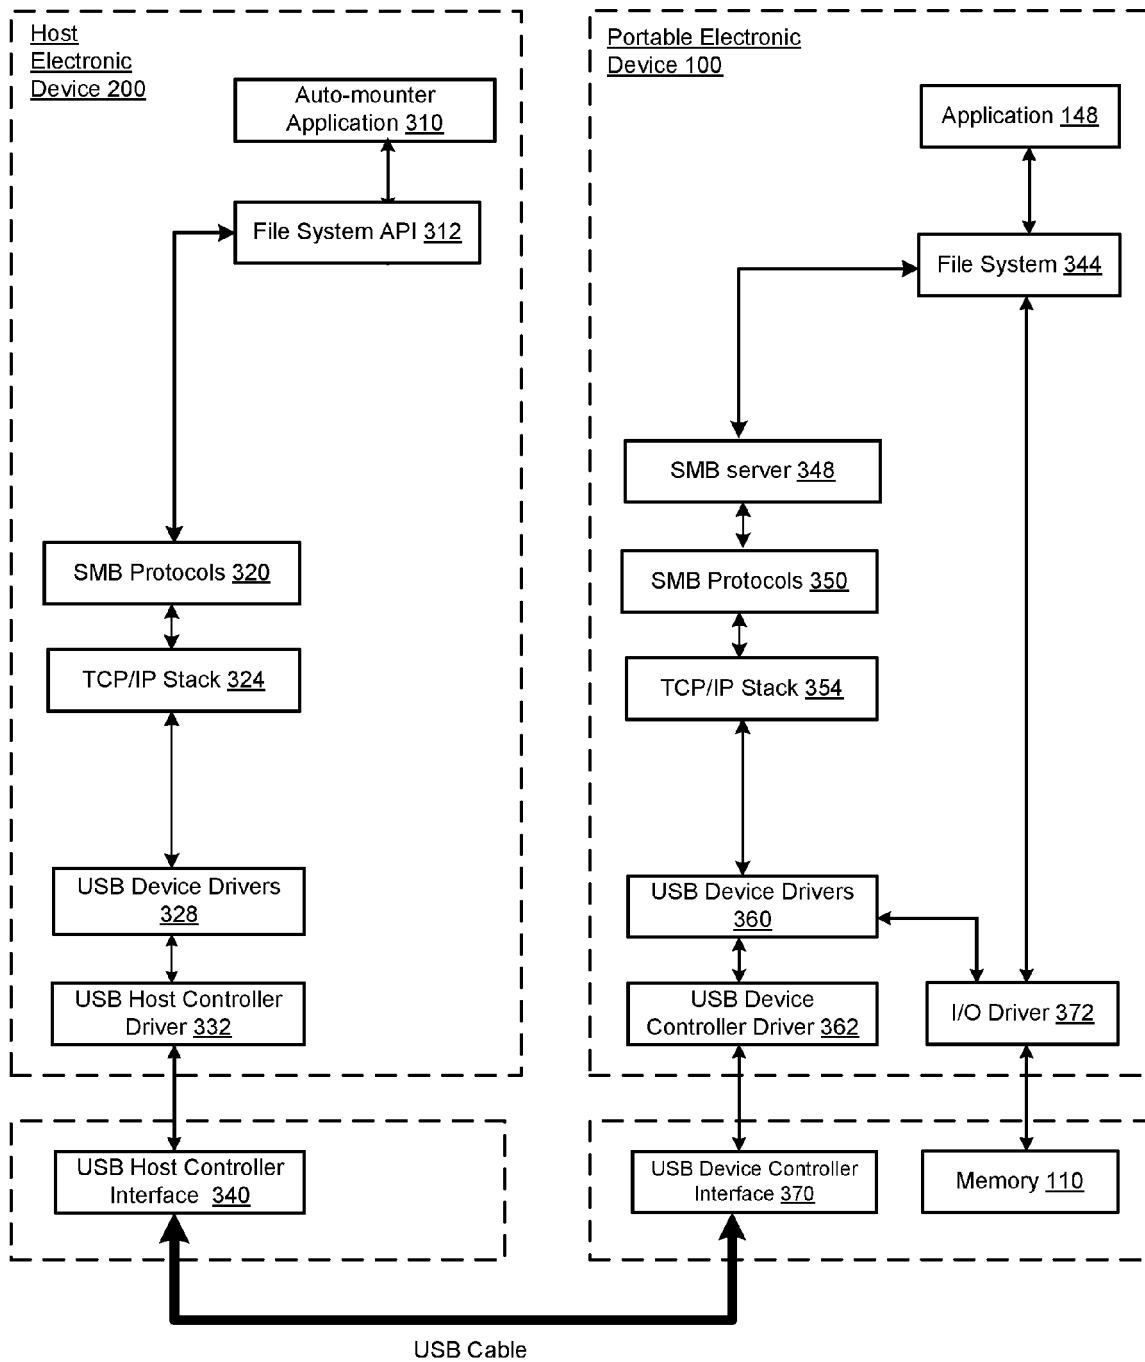 Host
Electronic
Device 200
Auto-mounter
Application 310
File System API 312
SMB Protocols 320
TCP/IP Stack 324
USB Device Drivers
328
USB Host Controller
Driver 332
USB Host Controller
Interface 340
Portable Electronic
Device 100
Application 148
File System 344
SMB server 348
SMB Protocols 350
TCP/IP Stack 354
USB Device Drivers
360
USB Device
Controller Driver 362
I/O Driver 372
USB Device Controller
Interface 370
Memory 110
USB Cable